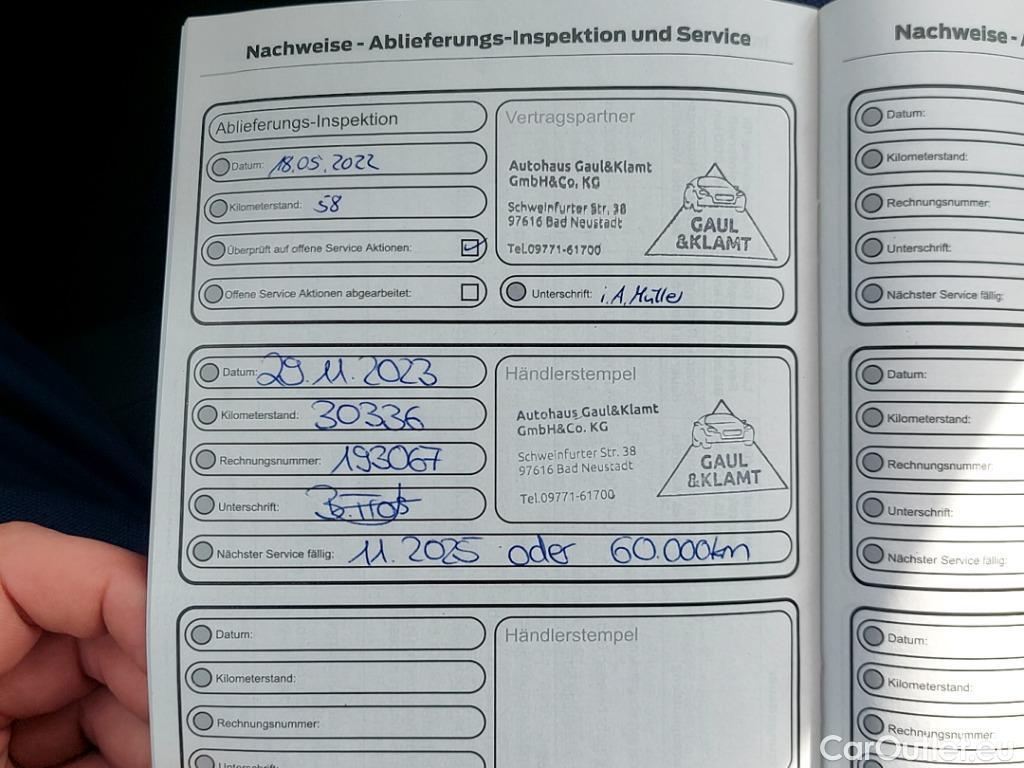 Nachweise - Ablieferungs-Inspektion und Service
Ablieferungs-Inspektion
Datum: 18.05.2022
Kilometerstand: 58
Überprüft auf offene Service Aktionen:
Offene Service Aktionen abgearbeitet:
Vertragspartner
Autohaus Gaul&Klamt
GmbH&Co. KG
Schweinfurter Str. 38
97616 Bad Neustadt
Tel.09771-61700
GAUL
&KLAMT
Unterschrift: i.A. Müller
Datum: 29.11.2023
Kilometerstand: 30336
Rechnungsnummer: 193067
Unterschrift:
Händlerstempel
Autohaus Gaul&Klamt
GmbH&Co. KG
Schweinfurter Str. 38
97616 Bad Neustadt
Tel.09771-61700
GAUL
&KLAMT
Nächster Service fällig: 11.2025 oder 60.000km
Datum:
Kilometerstand:
Rechnungsnummer:
Unterschrift:
Händlerstempel
Nachweise -
Datum:
Kilometerstand:
Rechnungsnummer:
Unterschrift:
Nächster Service fällig:
Datum:
Kilometerstand:
Rechnungsnummer:
Unterschrift:
Nächster Service fällig:
Datum:
Kilometerstand:
Rechnungsnummer:
CarOutlet.eu